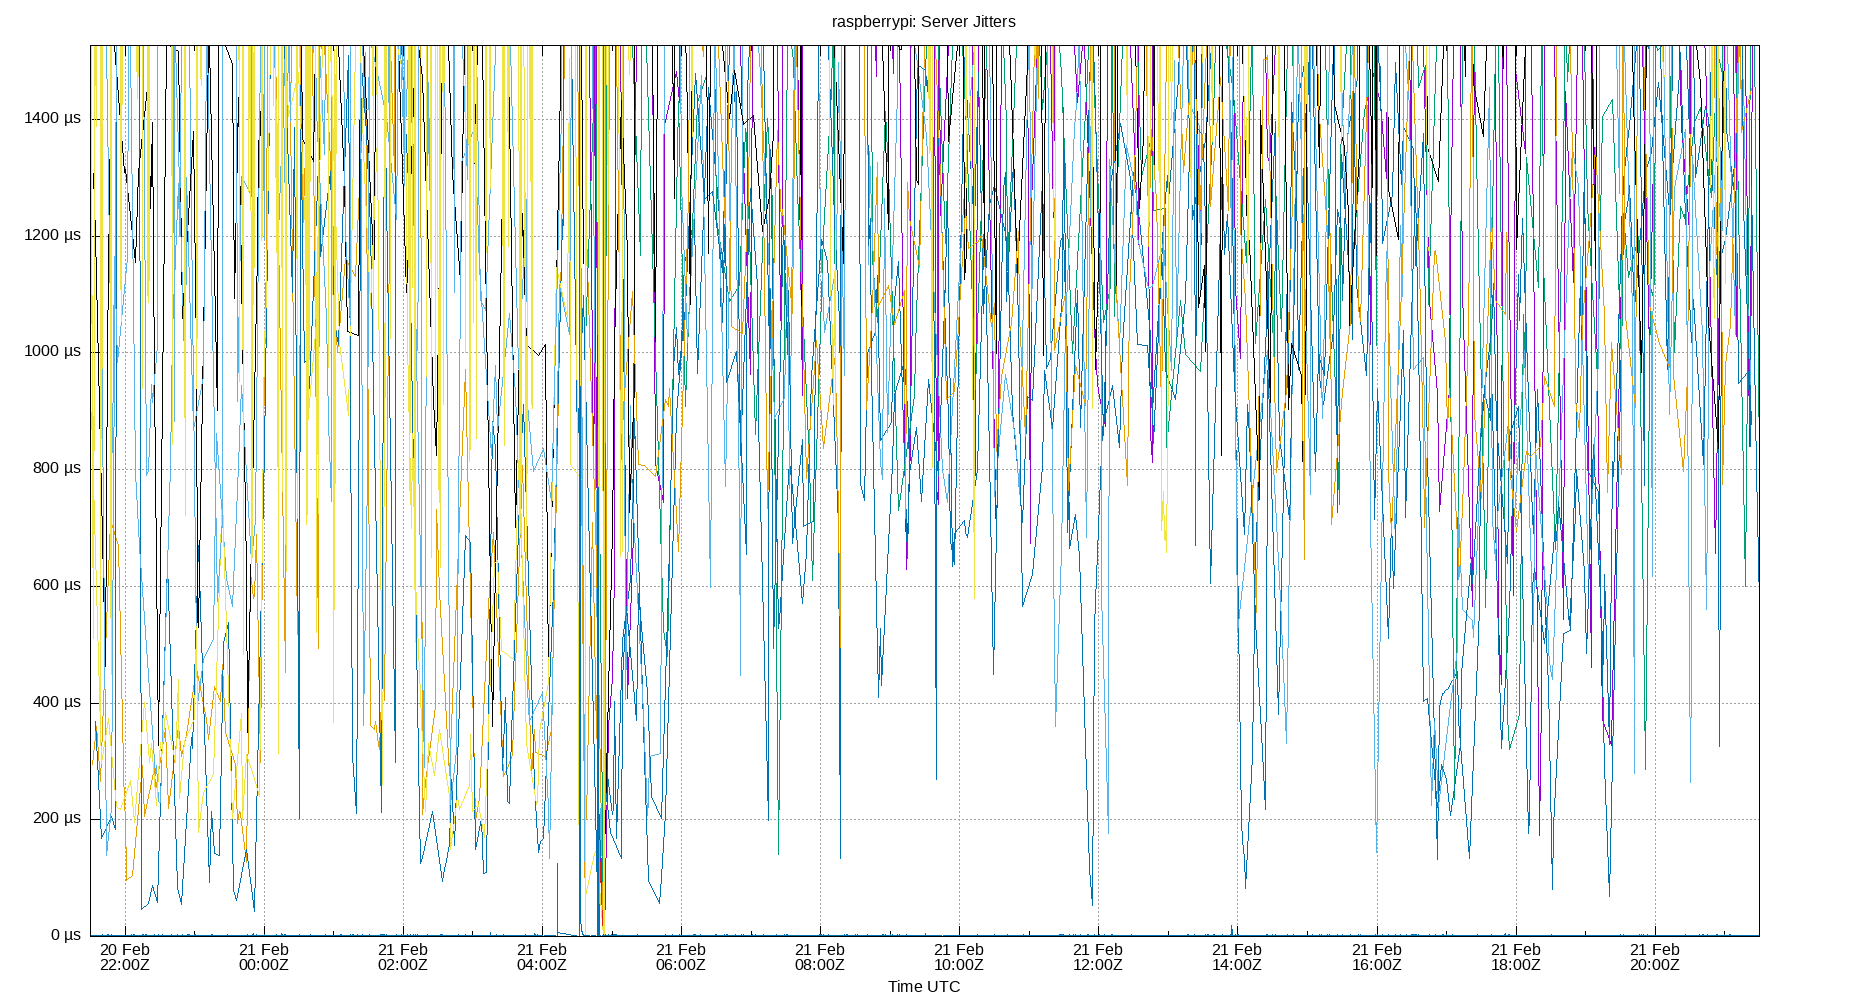 raspberrypi: Server Jitters
1400 µs
1200 µs
1000 µs
800 µs
600 µs
400 µs
200 µs
0 µs
20 Feb 21 Feb 21 Feb 21 Feb 21 Feb 21 Feb 21 Feb 21 Feb 21 Feb 21 Feb 21 Feb 21 Feb
22:00Z 00:00Z 02:00Z 04:00Z 06:00Z 08:00Z 10:00Z 12:00Z 14:00Z 16:00Z 18:00Z 20:00Z
Time UTC